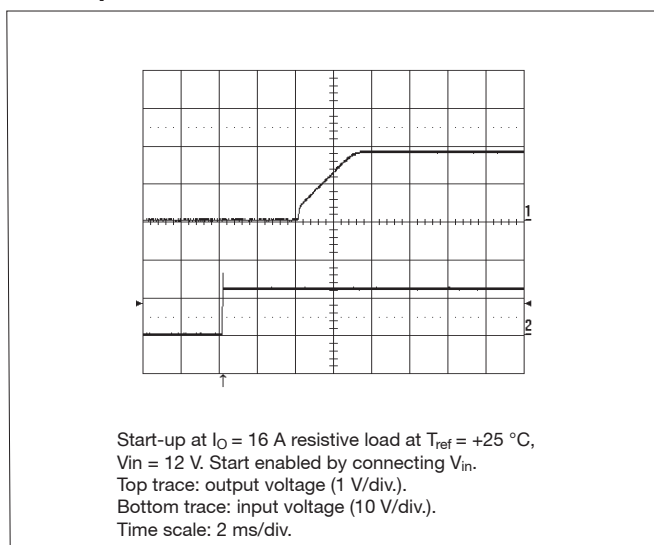 1
2
Start-up at IO = 16 A resistive load at Tref = +25 °C,
Vin = 12 V. Start enabled by connecting Vin.
Top trace: output voltage (1 V/div.).
Bottom trace: input voltage (10 V/div.).
Time scale: 2 ms/div.